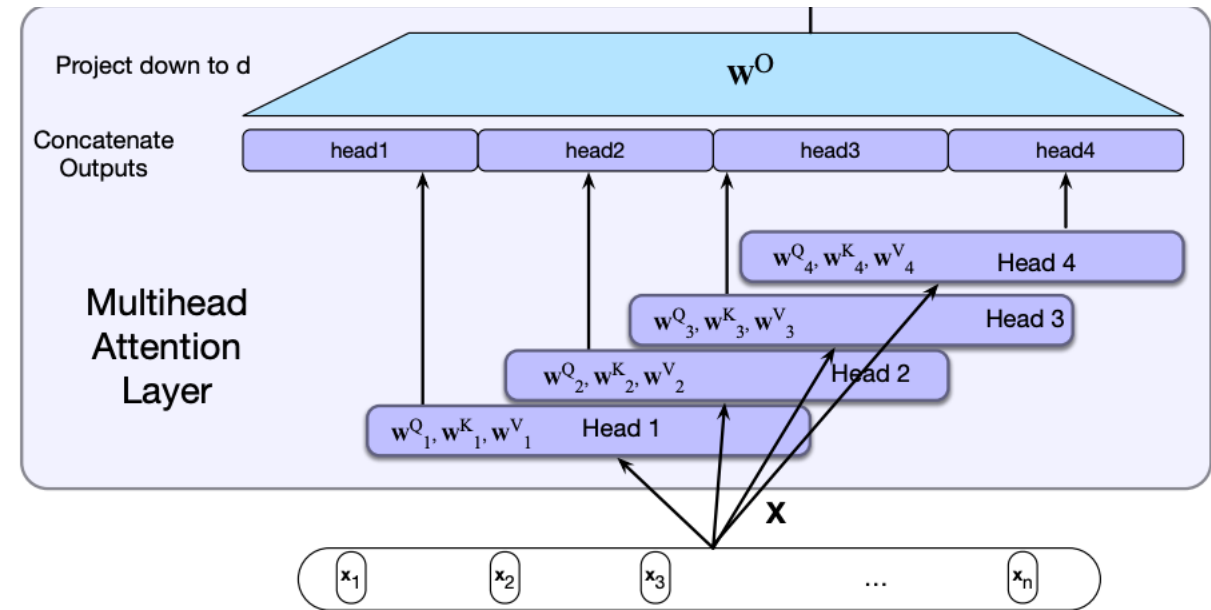 Project down to d
W^O
Concatenate
Outputs
head1 head2 head3 head4
W^Q_4, W^K_4, W^V_4 Head 4
Multihead
Attention
Layer
W^Q_3, W^K_3, W^V_3 Head 3
W^Q_2, W^K_2, W^V_2 Head 2
W^Q_1, W^K_1, W^V_1 Head 1
X
x_1 x_2 x_3 ... x_n